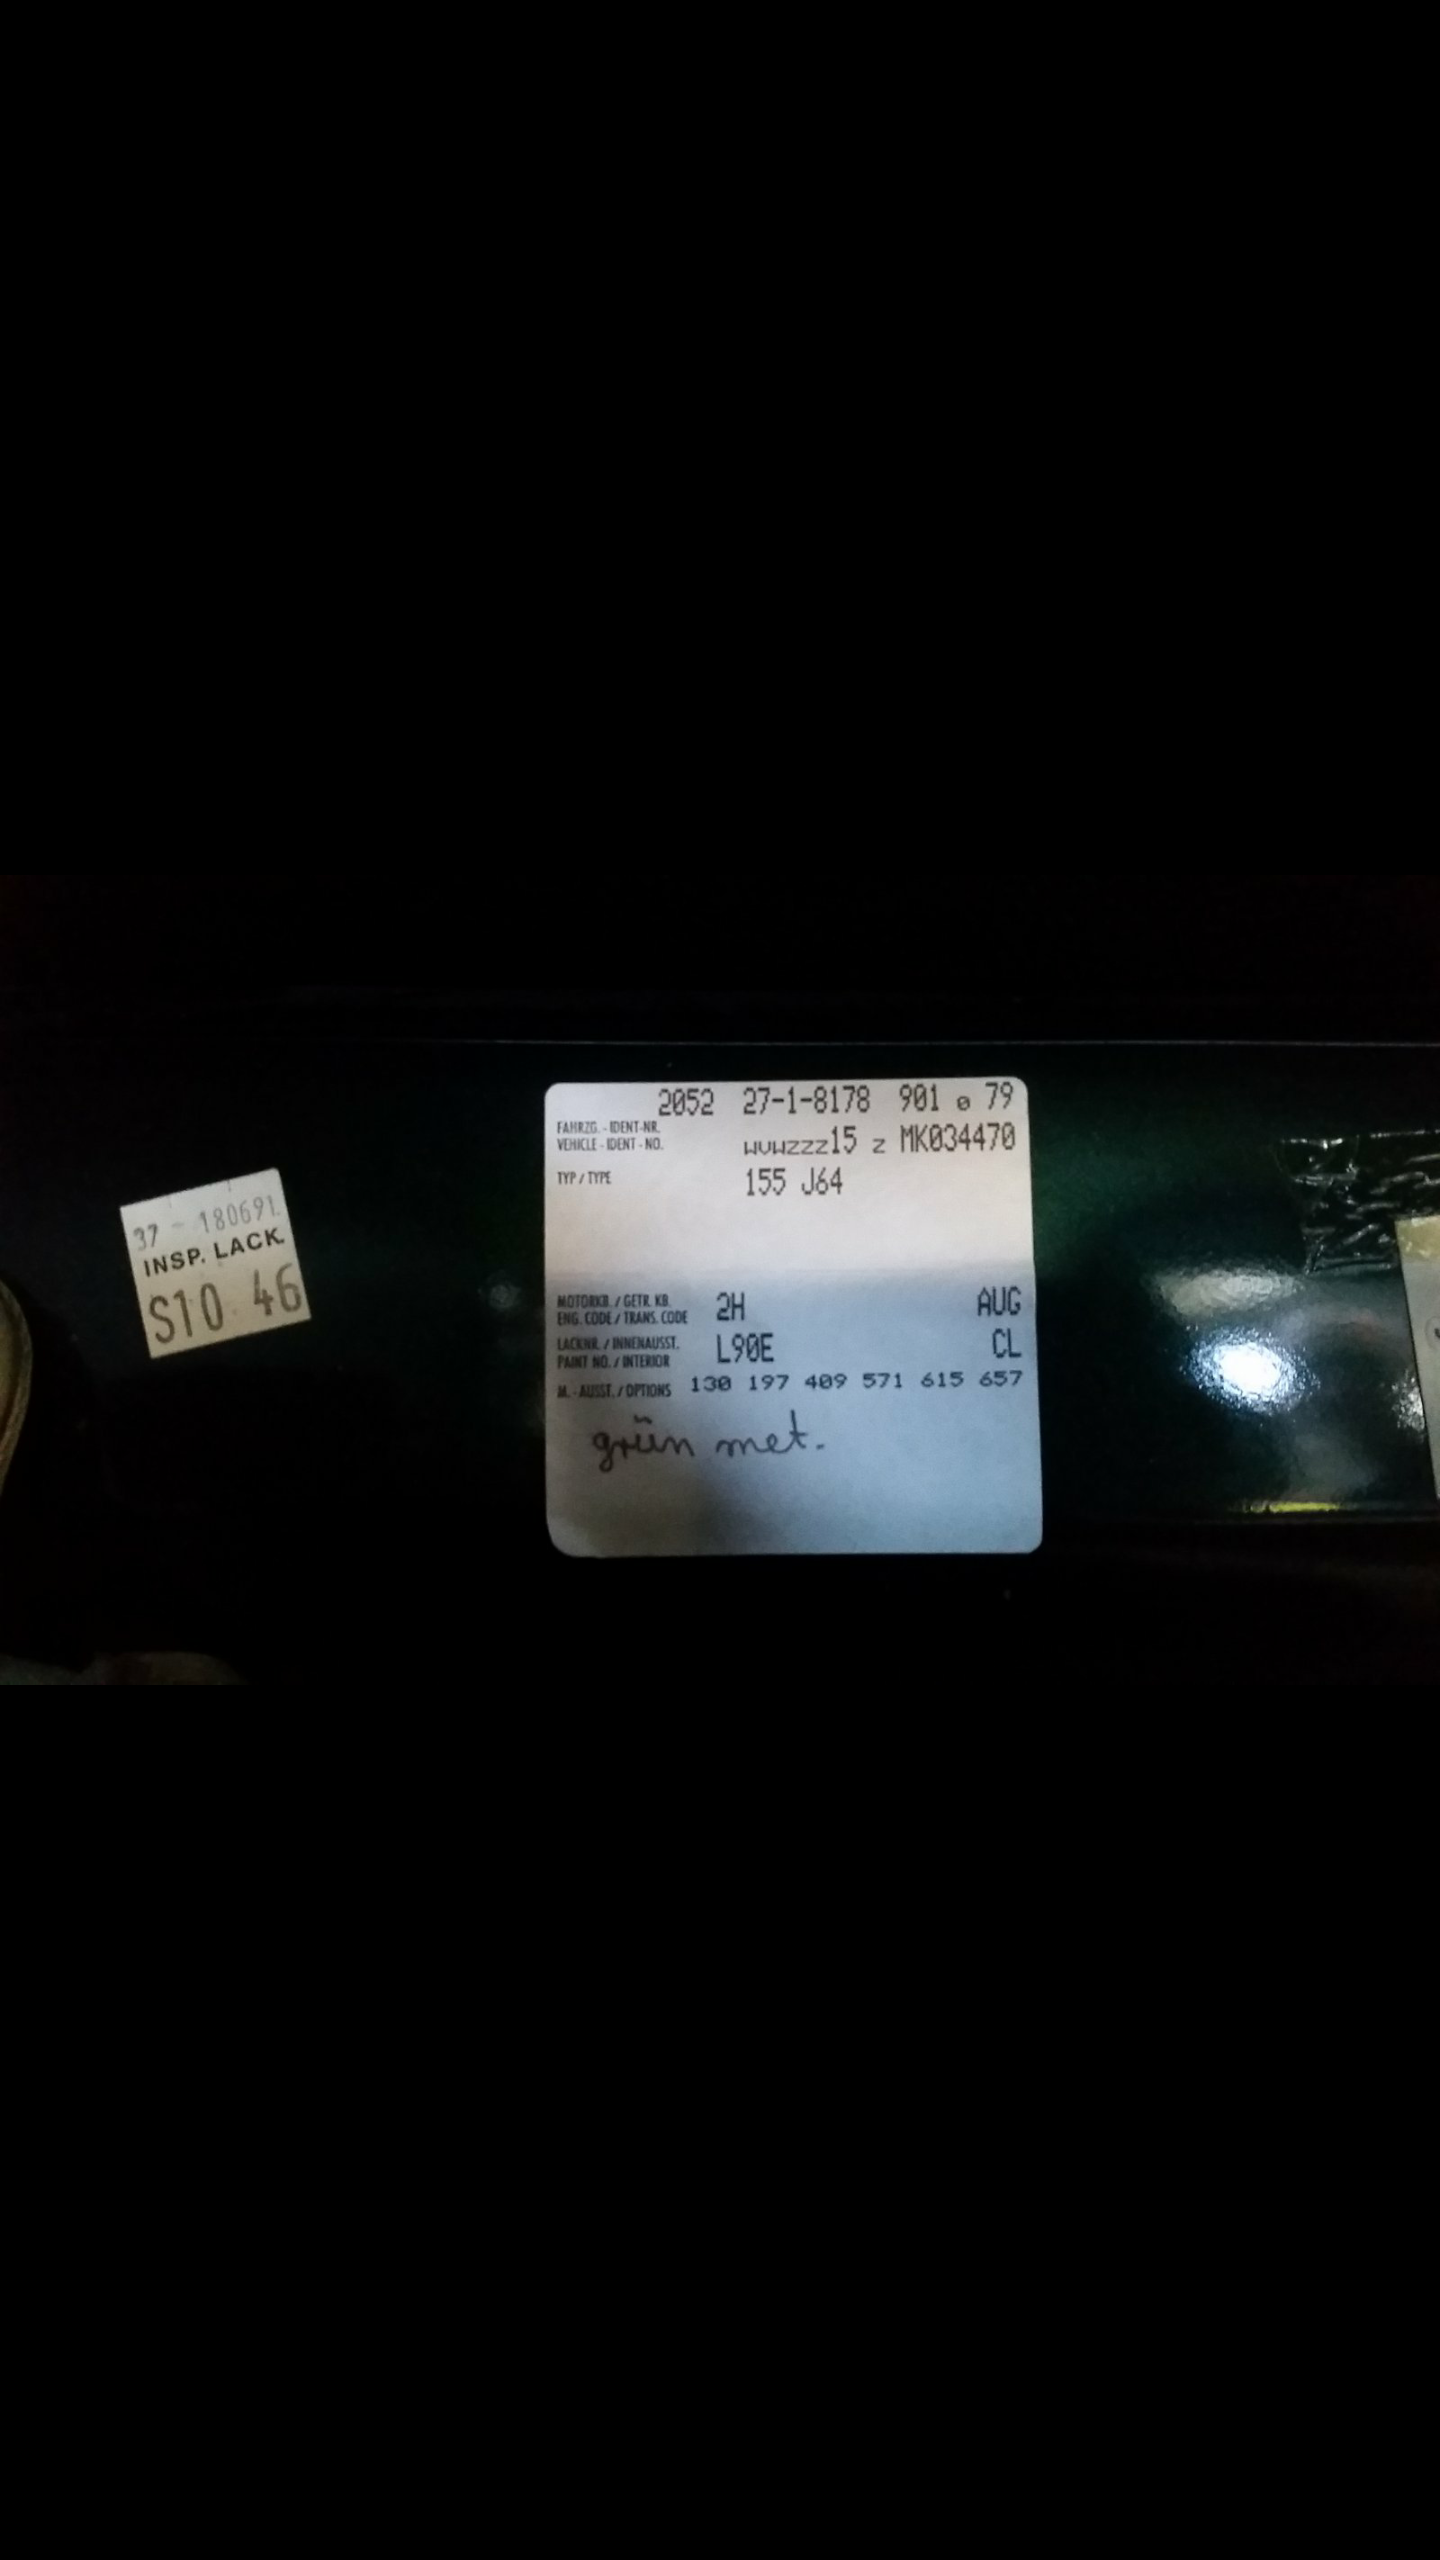 37 - 180691
INSP. LACK.
S10 46
2052 27-1-8178 901 0 79
FAHRZG. - IDENT-NR.
VEHICLE - IDENT - NO. WVWZZZ15 Z MK034470
TYP / TYPE 155 J64
MOTORKB. / GETR. KB.
ENG. CODE / TRANS. CODE 2H AUG
LACKNR. / INNENAUSST.
PAINT NO. / INTERIOR L90E CL
M. - AUSST. / OPTIONS 130 197 409 571 615 657
grün met.